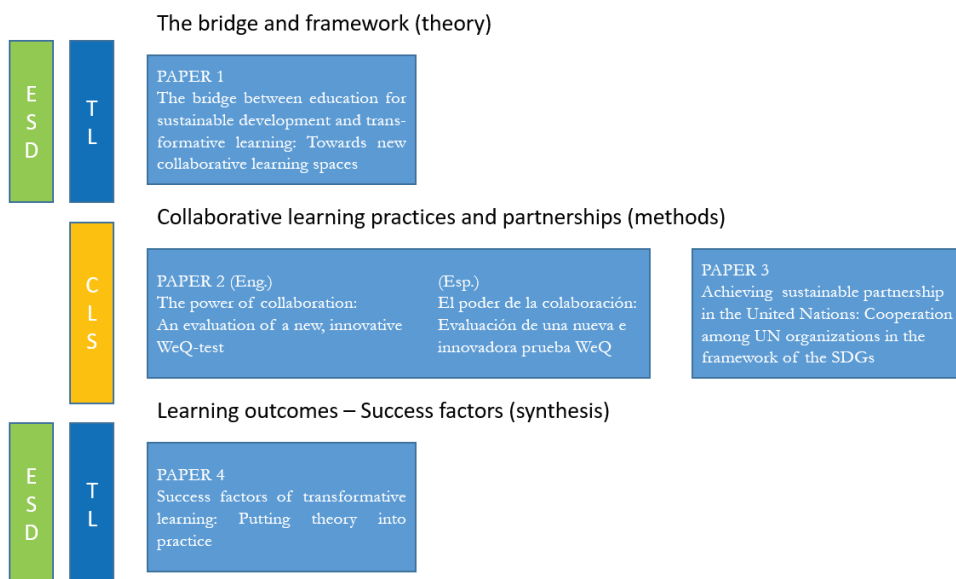 The bridge and framework (theory)
E
S
D
T
L
PAPER 1
The bridge between education for
sustainable development and trans-
formative learning: Towards new
collaborative learning spaces
Collaborative learning practices and partnerships (methods)
C
L
S
PAPER 2 (Eng.)
The power of collaboration:
An evaluation of a new, innovative
WeQ-test
(Esp.)
El poder de la colaboración:
Evaluación de una nueva e
innovadora prueba WeQ
PAPER 3
Achieving sustainable partnership
in the United Nations: Cooperation
among UN organizations in the
framework of the SDGs
Learning outcomes – Success factors (synthesis)
E
S
D
T
L
PAPER 4
Success factors of transformative
learning: Putting theory into
practice